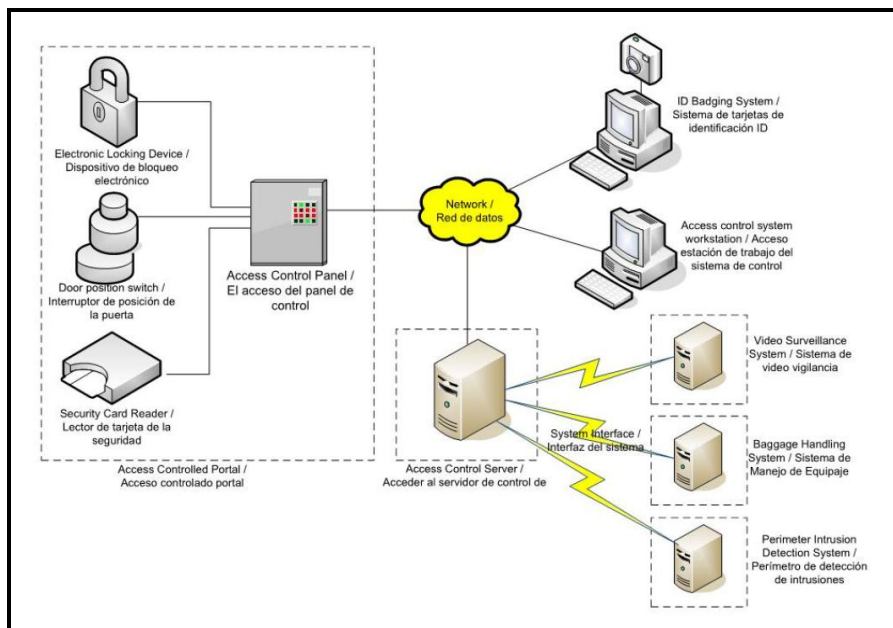 Electronic Locking Device /
Dispositivo de bloqueo
electrónico
Door position switch /
Interruptor de posición de
la puerta
Security Card Reader /
Lector de tarjeta de la
seguridad
Access Control Panel /
El acceso del panel de
control
Access Controlled Portal /
Acceso controlado portal
Network /
Red de datos
ID Badging System /
Sistema de tarjetas de
identificación ID
Access control system
workstation / Acceso
estación de trabajo del
sistema de control
Access Control Server /
Acceder al servidor de control de
System Interface /
Interfaz del sistema
Video Surveillance
System / Sistema de
video vigilancia
Baggage Handling
System / Sistema de
Manejo de Equipaje
Perimeter Intrusion
Detection System /
Perímetro de detección
de intrusiones